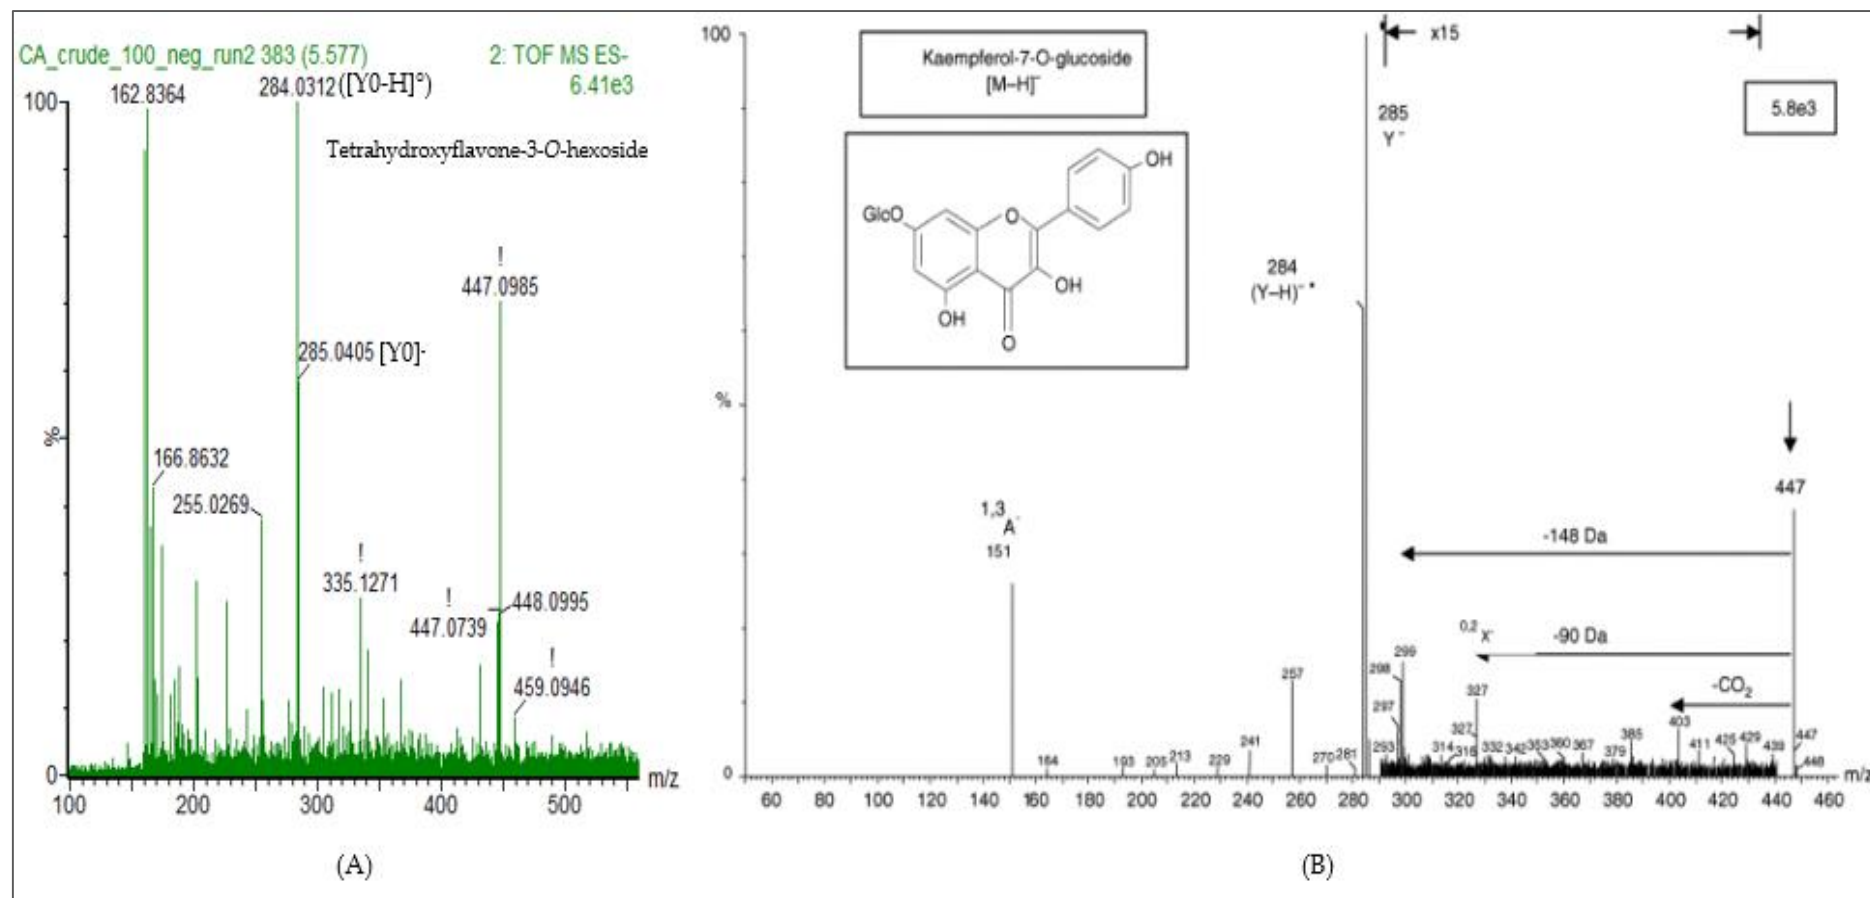 CA_crude_100_neg_run2 383 (5.577)
2: TOF MS ES-
6.41e3
100
162.8364
284.0312 ([Y0-H]°)
Tetrahydroxyflavone-3-O-hexoside
!
447.0985
285.0405 [Y0]-
%
166.8632
255.0269
!
335.1271
!
447.0739
448.0995
!
459.0946
0
m/z
100 200 300 400 500
(A)
100
Kaempferol-7-O-glucoside
[M–H]-
x15
5.8e3
285
Y-
OH
GlcO
O
OH
OH
O
284
(Y–H)-•
%
447
1,3A-
151
-148 Da
0,2X-
-90 Da
-CO2
164
193
205
213
229
241
257
270
281
293
297
298
299
314
316
327
327
332
342
353
360
367
379
385
403
411
425
429
439
447
448
0
m/z
60 80 100 120 140 160 180 200 220 240 260 280 300 320 340 360 380 400 420 440 460
(B)